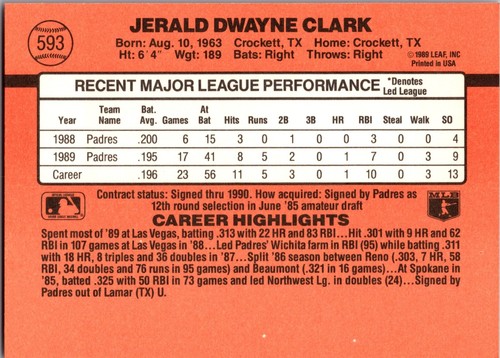 593
JERALD DWAYNE CLARK
Born: Aug. 10, 1963 Crockett, TX Home: Crockett, TX
Ht: 6'4" Wgt: 189 Bats: Right Throws: Right
©1989 LEAF, INC
Printed in USA
RECENT MAJOR LEAGUE PERFORMANCE *Denotes Led League
Year Team Name Bat. Avg. Games At Bat Hits Runs 2B 3B HR RBI Steal Walk SO
1988 Padres .200 6 15 3 0 1 0 0 3 0 0 4
1989 Padres .195 17 41 8 5 2 0 1 7 0 3 9
Career .196 23 56 11 5 3 0 1 10 0 3 13
Contract status: Signed thru 1990. How acquired: Signed by Padres as
12th round selection in June '85 amateur draft
MLB
CAREER HIGHLIGHTS
Spent most of '89 at Las Vegas, batting .313 with 22 HR and 83 RBI...Hit .301 with 9 HR and 62
RBI in 107 games at Las Vegas in '88...Led Padres' Wichita farm in RBI (95) while batting .311
with 18 HR, 8 triples and 36 doubles in '87...Split '86 season between Reno (.303, 7 HR, 58
RBI, 34 doubles and 76 runs in 95 games) and Beaumont (.321 in 16 games)...At Spokane in
'85, batted .325 with 50 RBI in 73 games and led Northwest Lg. in doubles (24)...Signed by
Padres out of Lamar (TX) U.